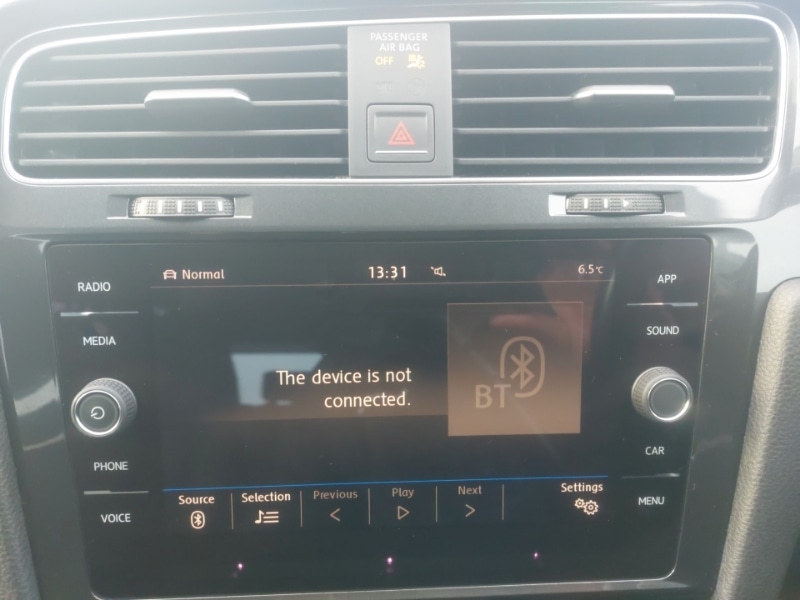 PASSENGER
AIR BAG
OFF
Normal
13:31
6.5°C
RADIO
MEDIA
PHONE
VOICE
The device is not
connected.
BT
APP
SOUND
CAR
MENU
Source
Selection
Previous
Play
Next
Settings